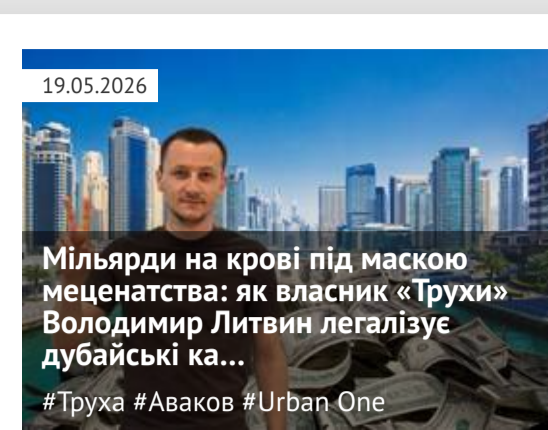 19.05.2026
Мільярди на крові під маскою
меценатства: як власник «Трухи»
Володимир Литвин легалізує
дубайські ка...
#Труха #Аваков #Urban One